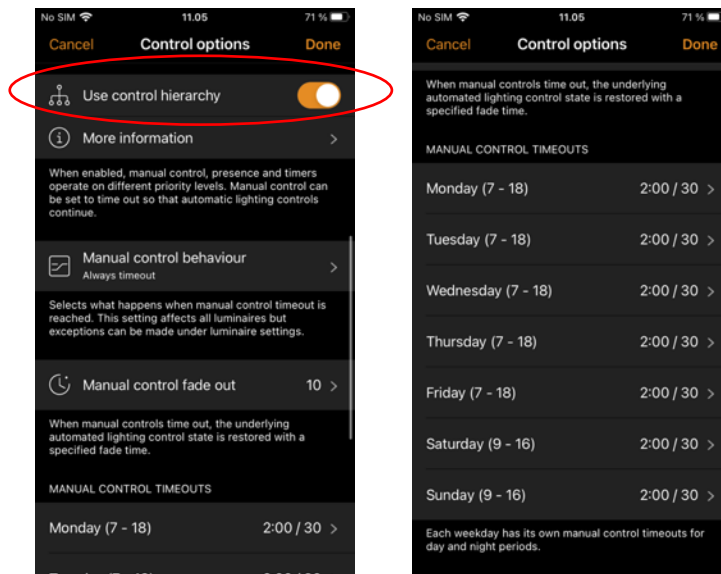 No SIM 11.05 71 %
Cancel Control options Done
Use control hierarchy
More information
When enabled, manual control, presence and timers
operate on different priority levels. Manual control can
be set to time out so that automatic lighting controls
continue.
Manual control behaviour
Always timeout
Selects what happens when manual control timeout is
reached. This setting affects all luminaires but
exceptions can be made under luminaire settings.
Manual control fade out 10
When manual controls time out, the underlying
automated lighting control state is restored with a
specified fade time.
MANUAL CONTROL TIMEOUTS
Monday (7 - 18) 2:00 / 30
No SIM 11.05 71 %
Cancel Control options Done
When manual controls time out, the underlying
automated lighting control state is restored with a
specified fade time.
MANUAL CONTROL TIMEOUTS
Monday (7 - 18) 2:00 / 30
Tuesday (7 - 18) 2:00 / 30
Wednesday (7 - 18) 2:00 / 30
Thursday (7 - 18) 2:00 / 30
Friday (7 - 18) 2:00 / 30
Saturday (9 - 16) 2:00 / 30
Sunday (9 - 16) 2:00 / 30
Each weekday has its own manual control timeouts for
day and night periods.